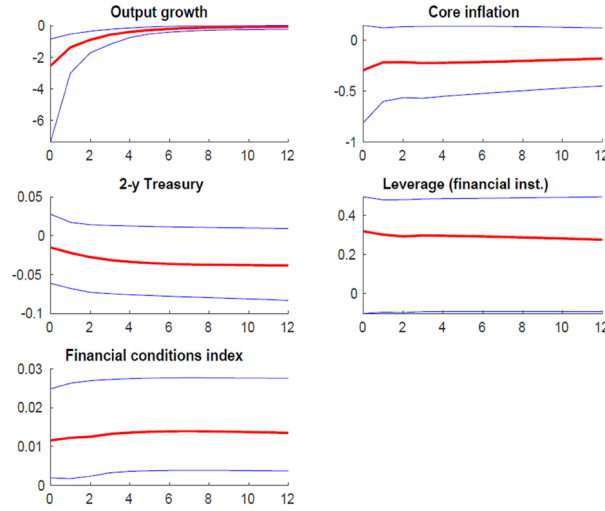 Output growth
0
-2
-4
-6
0 2 4 6 8 10 12
Core inflation
0
-0.5
-1
0 2 4 6 8 10 12
2-y Treasury
0.05
0
-0.05
-0.1
0 2 4 6 8 10 12
Leverage (financial inst.)
0.4
0.2
0
0 2 4 6 8 10 12
Financial conditions index
0.03
0.02
0.01
0
0 2 4 6 8 10 12